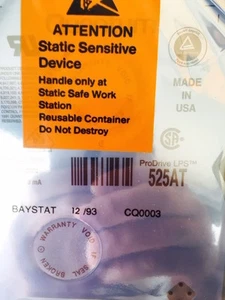 ATTENTION
Static Sensitive
Device
Handle only at
Static Safe Work
Station
Reusable Container
Do Not Destroy
MADE
IN
USA
ProDrive LPS™
525AT
BAYSTAT 12 /93 CQ0003
WARRANTY VOID IF
SEAL BROKEN